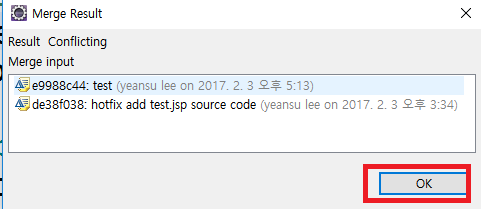 Merge Result
Result Conflicting
Merge input
e9988c44: test (yeansu lee on 2017. 2. 3 오후 5:13)
de38f038: hotfix add test.jsp source code (yeansu lee on 2017. 2. 3 오후 3:34)
OK